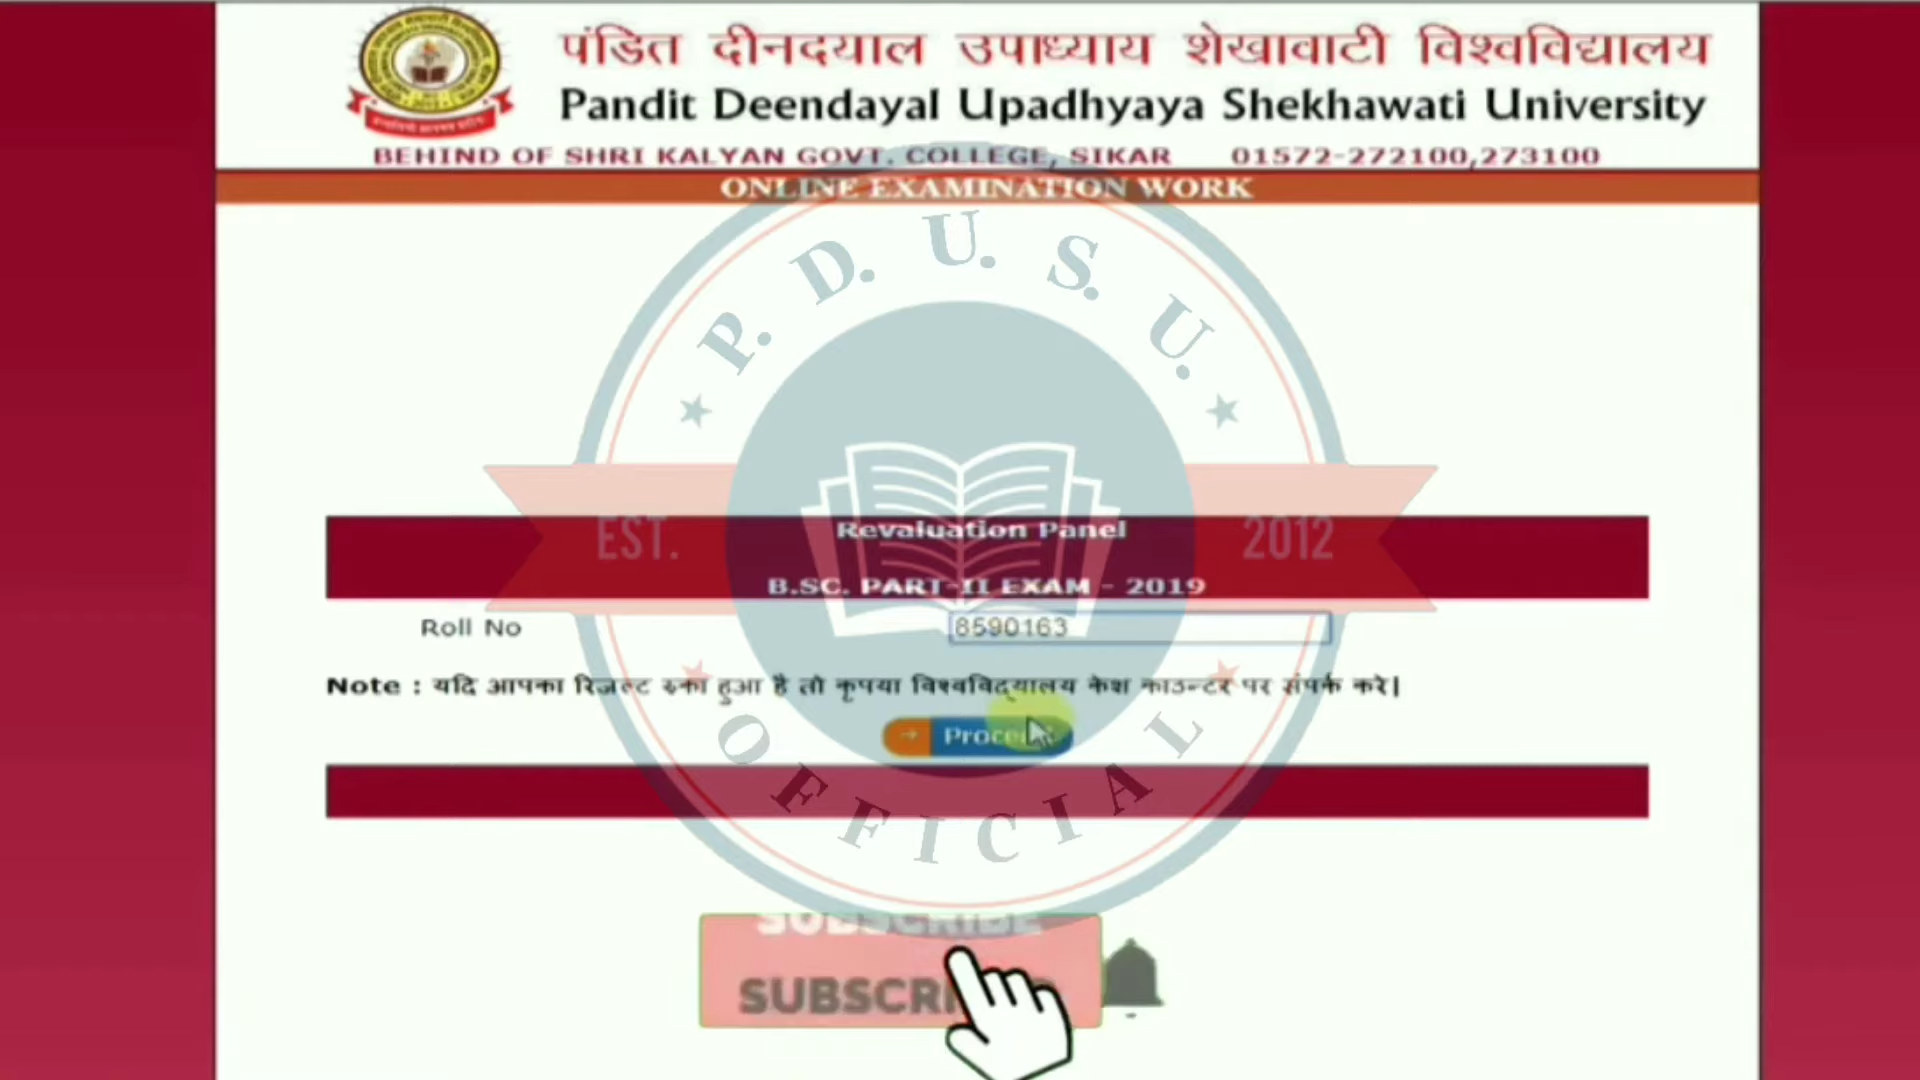 पंडित दीनदयाल उपाध्याय शेखावाटी विश्वविद्यालय
Pandit Deendayal Upadhyaya Shekhawati University
BEHIND OF SHRI KALYAN GOVT. COLLEGE, SIKAR 01572-272100,273100
ONLINE EXAMINATION WORK
P. D. U. S. U.
EST. 2012
Revaluation Panel
B.SC. PART-II EXAM - 2019
Roll No 8590163
Note : यदि आपका रिजल्ट रुका हुआ है तो कृपया विश्वविद्यालय केश काउन्टर पर संपर्क करे|
OFFICIAL
SUBSCRIBE